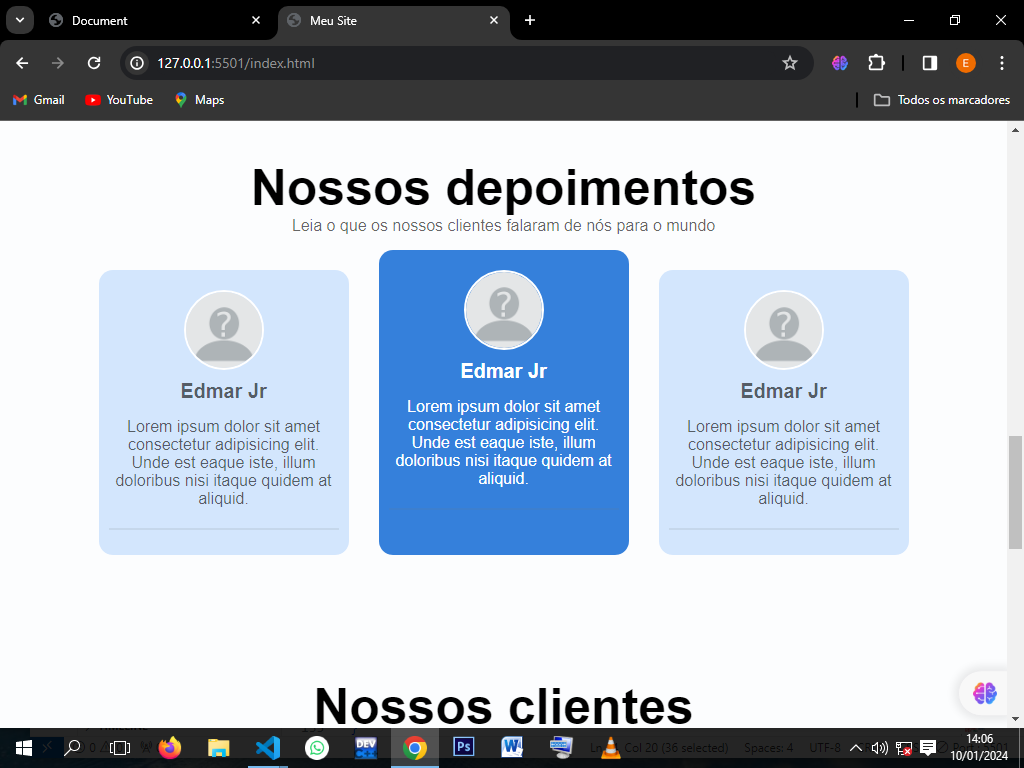 Document
Meu Site
127.0.0.1:5501/index.html
E
Gmail
YouTube
Maps
Todos os marcadores
Nossos depoimentos
Leia o que os nossos clientes falaram de nós para o mundo
?
Edmar Jr
Lorem ipsum dolor sit amet
consectetur adipisicing elit.
Unde est eaque iste, illum
doloribus nisi itaque quidem at
aliquid.
?
Edmar Jr
Lorem ipsum dolor sit amet
consectetur adipisicing elit.
Unde est eaque iste, illum
doloribus nisi itaque quidem at
aliquid.
?
Edmar Jr
Lorem ipsum dolor sit amet
consectetur adipisicing elit.
Unde est eaque iste, illum
doloribus nisi itaque quidem at
aliquid.
Nossos clientes
DEV
Ps
W
Col 20 (36 selected)
Spaces: 4
UTF-8
14:06
10/01/2024